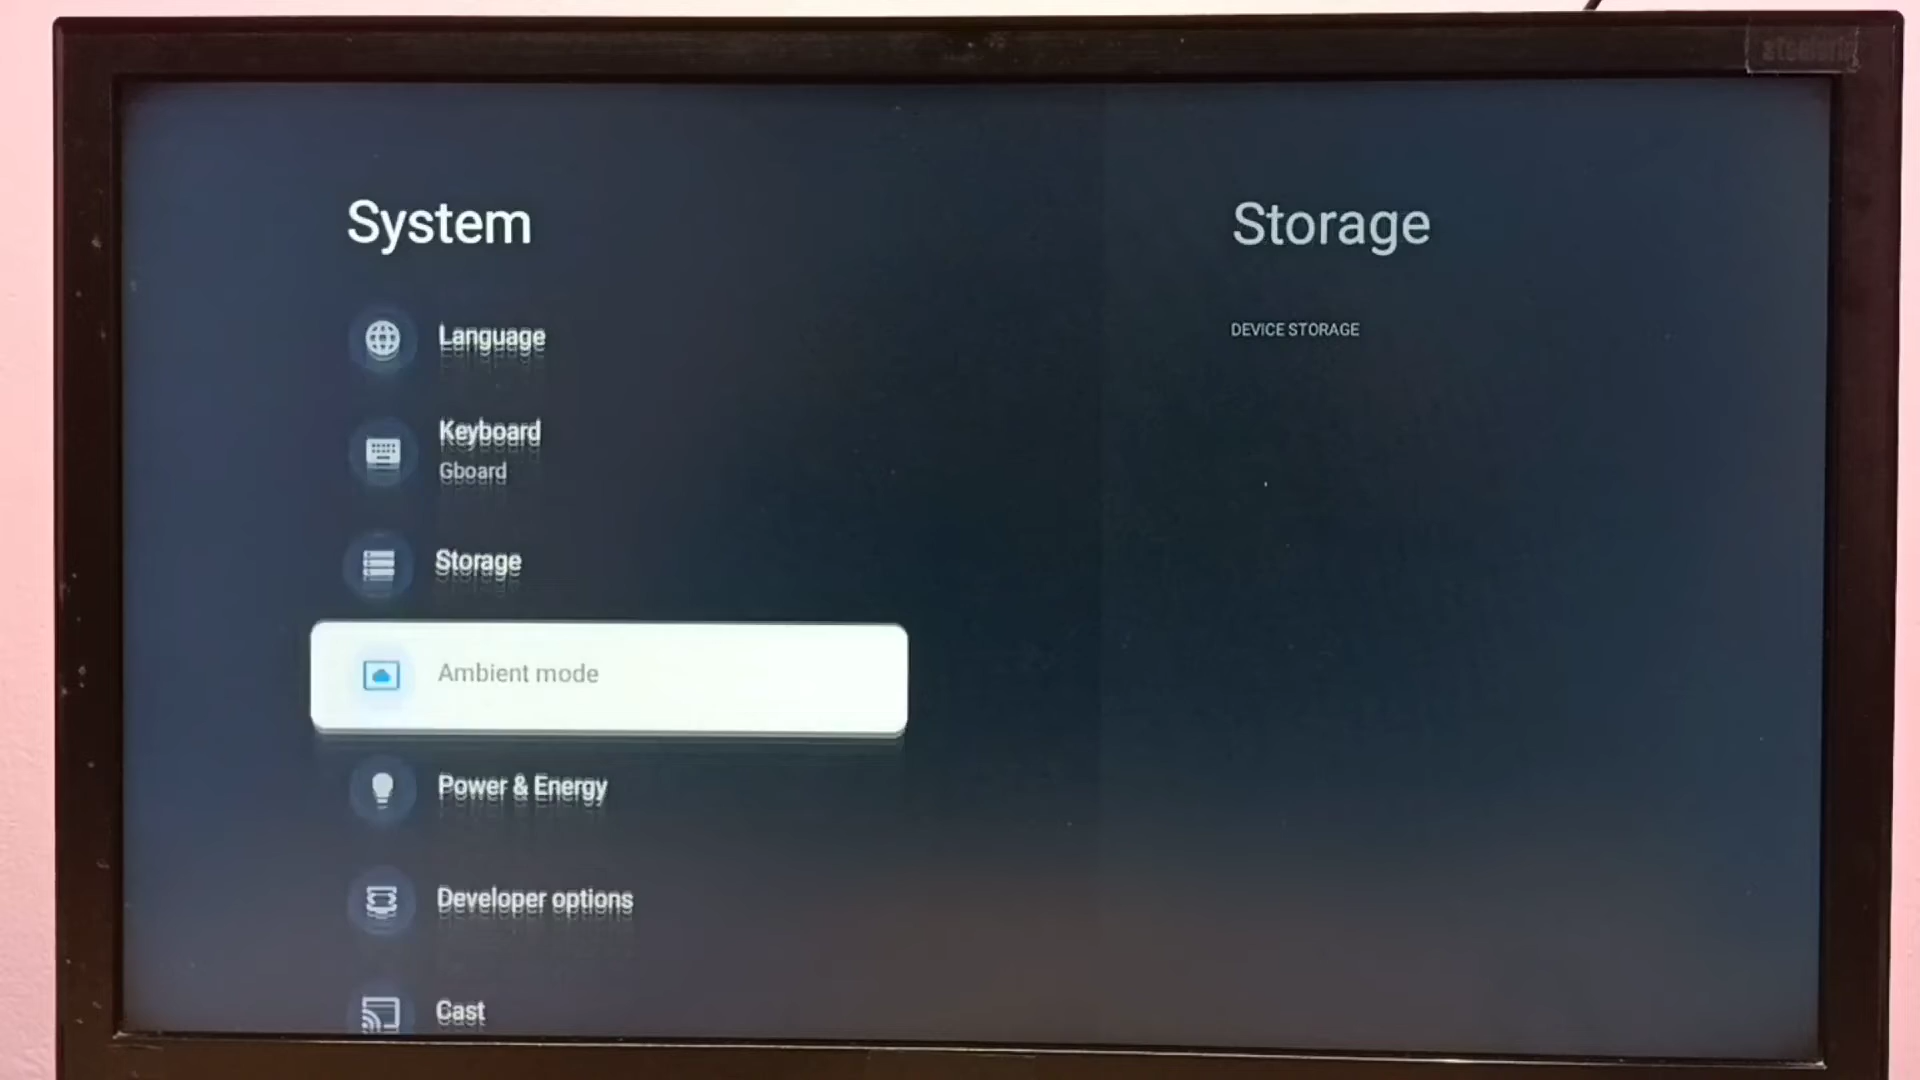 System
Language
Keyboard
Gboard
Storage
Ambient mode
Power & Energy
Developer options
Cast
Storage
DEVICE STORAGE